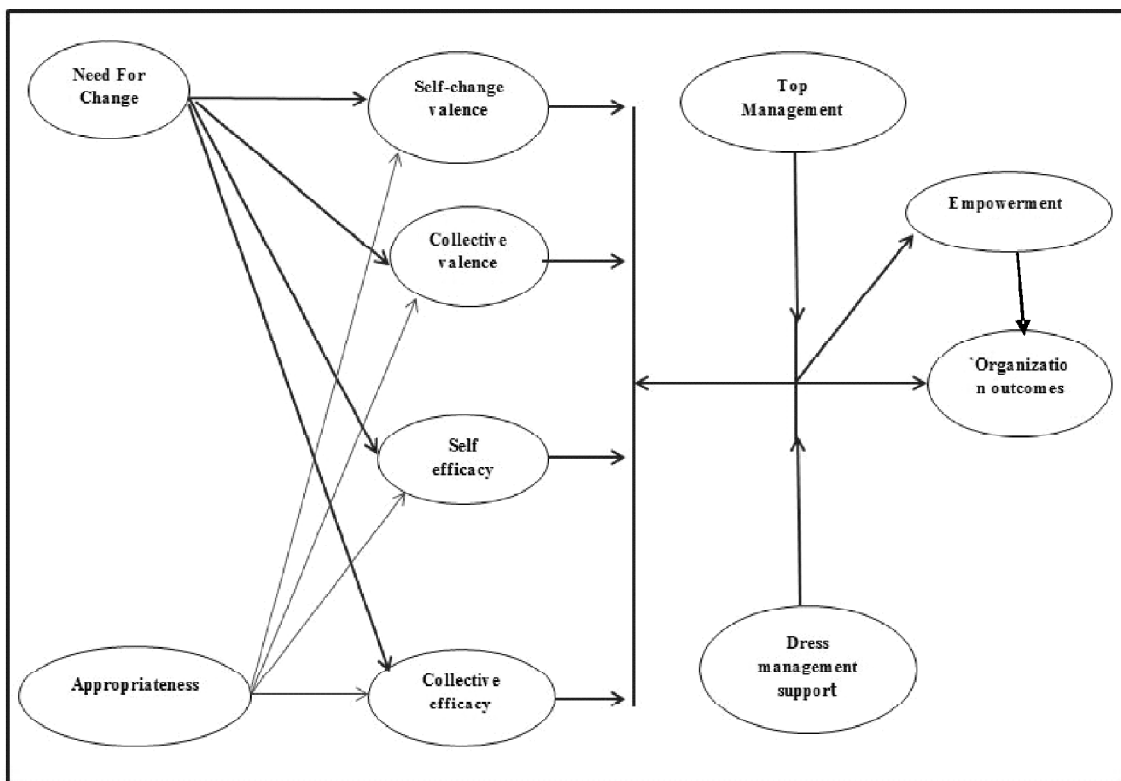 Need For
Change
Self-change
valence
Top
Management
Empowerment
Collective
valence
`Organizatio
n outcomes
Self
efficacy
Dress
management
support
Appropriateness
Collective
efficacy